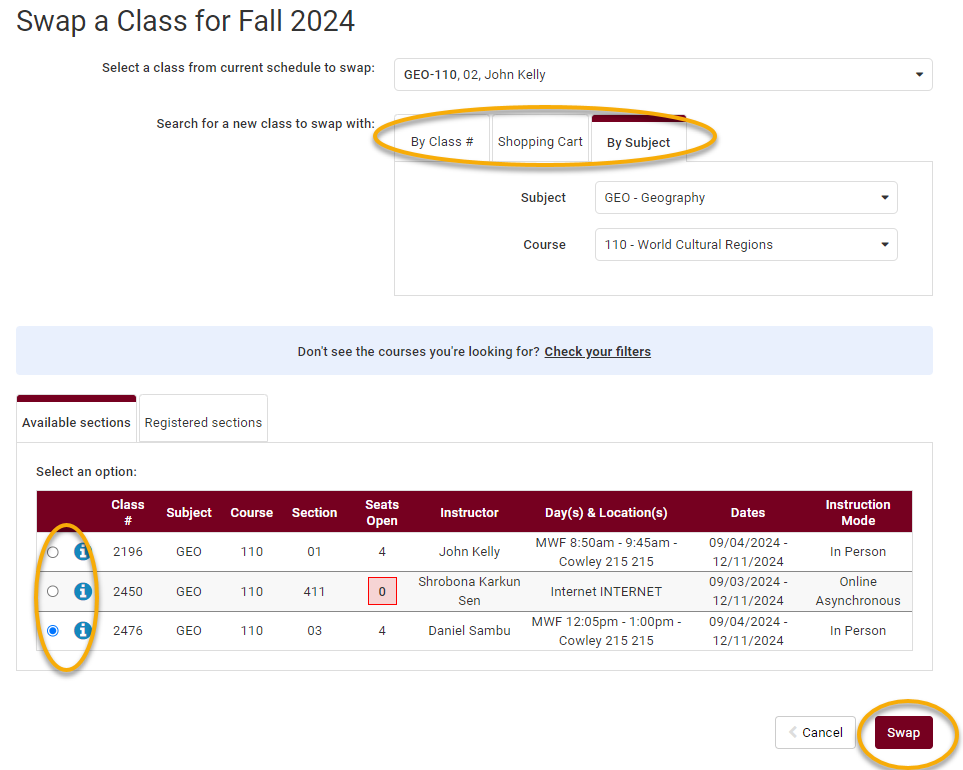 Swap a Class for Fall 2024
Select a class from current schedule to swap: GEO-110, 02, John Kelly
Search for a new class to swap with: By Class # Shopping Cart By Subject
Subject GEO - Geography
Course 110 - World Cultural Regions
Don't see the courses you're looking for? Check your filters
Available sections Registered sections
Select an option:
Class # Subject Course Section Seats Open Instructor Day(s) & Location(s) Dates Instruction Mode
2196 GEO 110 01 4 John Kelly MWF 8:50am - 9:45am - Cowley 215 215 09/04/2024 - 12/11/2024 In Person
2450 GEO 110 411 0 Shrobona Karkun Sen Internet INTERNET 09/03/2024 - 12/11/2024 Online Asynchronous
2476 GEO 110 03 4 Daniel Sambu MWF 12:05pm - 1:00pm - Cowley 215 215 09/04/2024 - 12/11/2024 In Person
Cancel Swap